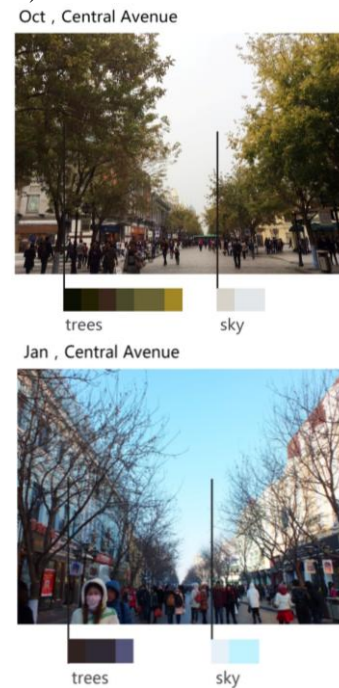 Oct , Central Avenue
trees
sky
Jan , Central Avenue
trees
sky